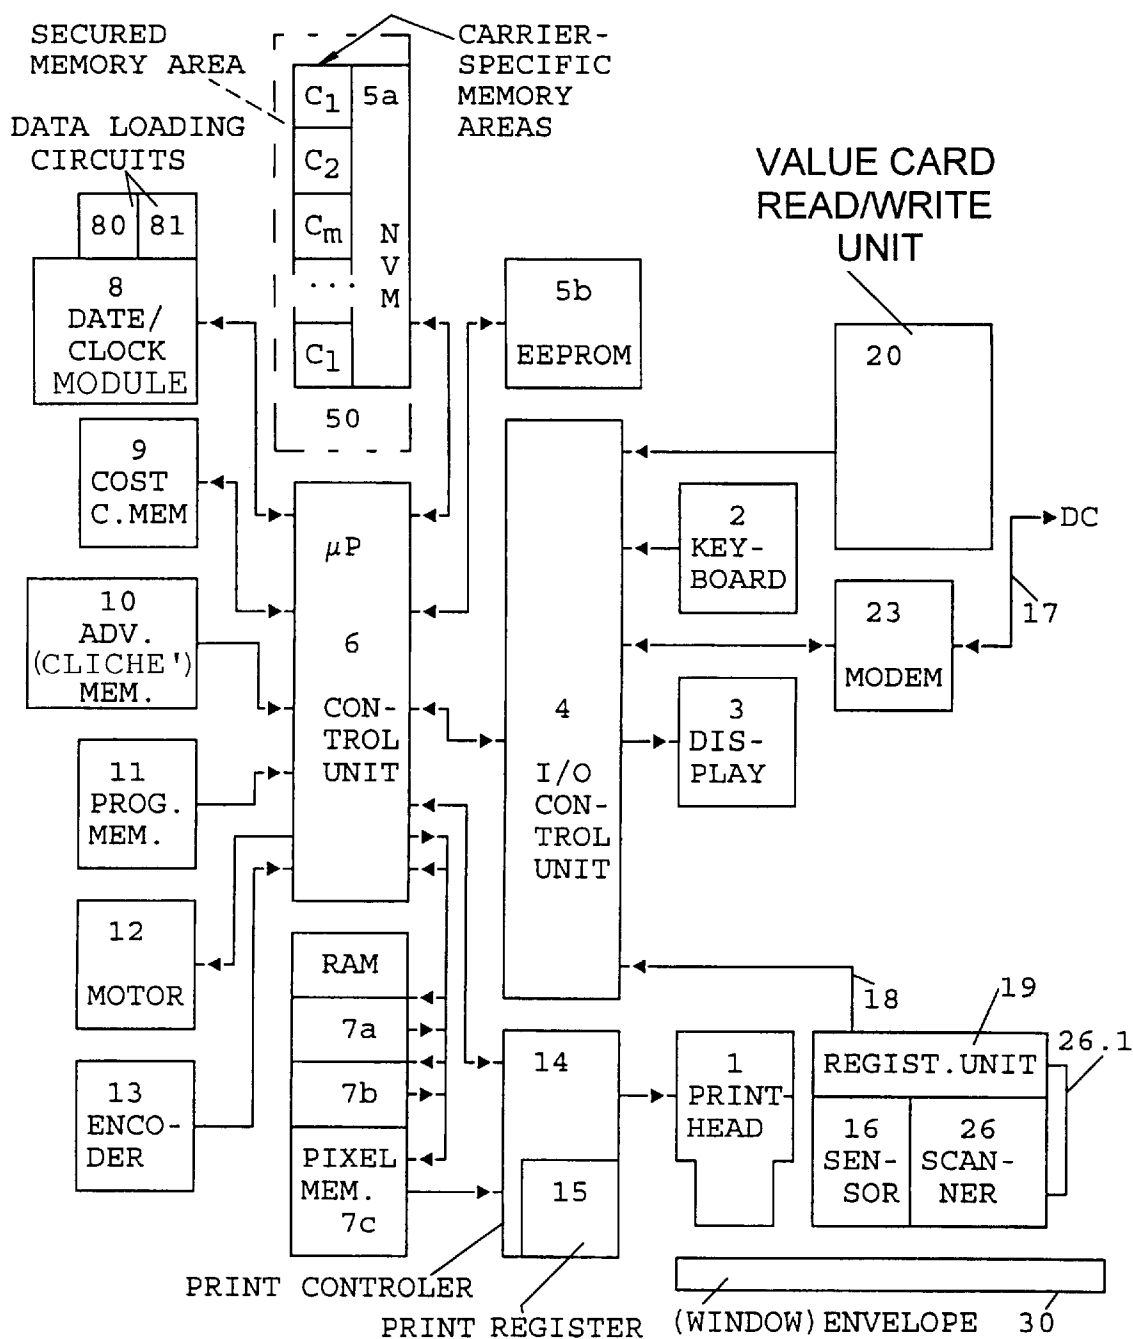 SECURED
MEMORY AREA
CARRIER-
SPECIFIC
MEMORY
AREAS
DATA LOADING
CIRCUITS
C1
5a
C2
Cm
...
Cl
NVM
50
80
81
8
DATE/
CLOCK
MODULE
VALUE CARD
READ/WRITE
UNIT
5b
EEPROM
20
9
COST
C.MEM
μP
6
CON-
TROL
UNIT
2
KEY-
BOARD
DC
17
10
ADV.
(CLICHE')
MEM.
23
MODEM
4
I/O
CON-
TROL
UNIT
3
DIS-
PLAY
11
PROG.
MEM.
12
MOTOR
RAM
7a
7b
PIXEL
MEM.
7c
18
19
26.1
14
15
1
PRINT-
HEAD
REGIST.UNIT
16
SEN-
SOR
26
SCAN-
NER
13
ENCO-
DER
PRINT CONTROLER
PRINT REGISTER
(WINDOW) ENVELOPE
30